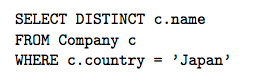 SELECT DISTINCT c.name
FROM Company c
WHERE c.country = ’Japan’